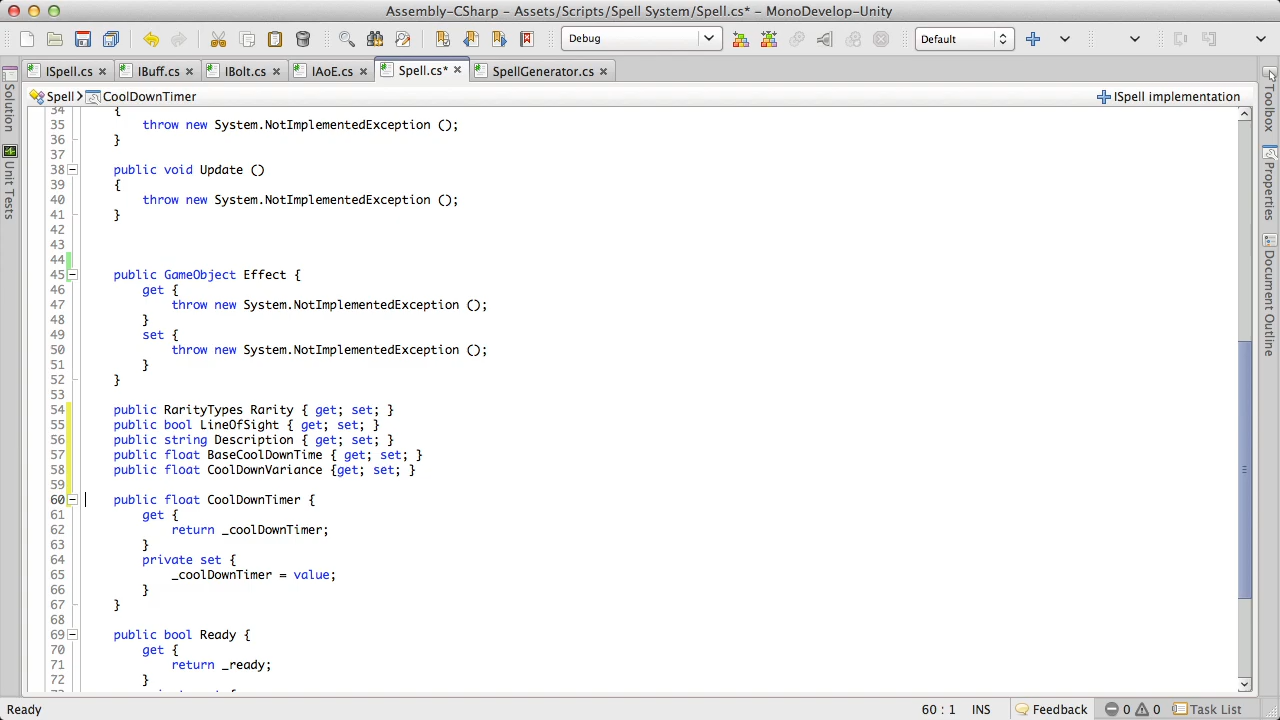 Assembly-CSharp - Assets/Scripts/Spell System/Spell.cs* - MonoDevelop-Unity
Debug
Default
ISpell.cs
IBuff.cs
IBolt.cs
IAoE.cs
Spell.cs*
SpellGenerator.cs
Spell
CoolDownTimer
ISpell implementation
Solution
Unit Tests
Toolbox
Properties
Document Outline
34 {
35 throw new System.NotImplementedException ();
36 }
37
38 public void Update ()
39 {
40 throw new System.NotImplementedException ();
41 }
42
43
44
45 public GameObject Effect {
46 get {
47 throw new System.NotImplementedException ();
48 }
49 set {
50 throw new System.NotImplementedException ();
51 }
52 }
53
54 public RarityTypes Rarity { get; set; }
55 public bool LineOfSight { get; set; }
56 public string Description { get; set; }
57 public float BaseCoolDownTime { get; set; }
58 public float CoolDownVariance {get; set; }
59
60 public float CoolDownTimer {
61 get {
62 return _coolDownTimer;
63 }
64 private set {
65 _coolDownTimer = value;
66 }
67 }
68
69 public bool Ready {
70 get {
71 return _ready;
72 }
Ready
60 : 1
INS
Feedback
0
0
Task List